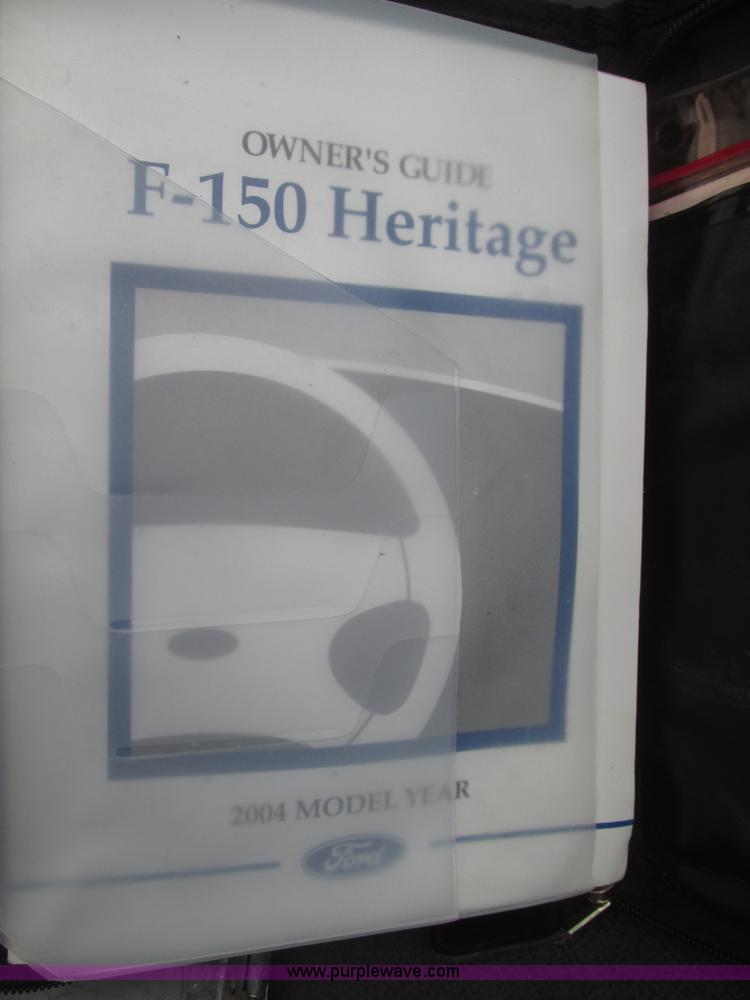 OWNER'S GUIDE
F-150 Heritage
2004 MODEL YEAR
Ford
www.purplewave.com